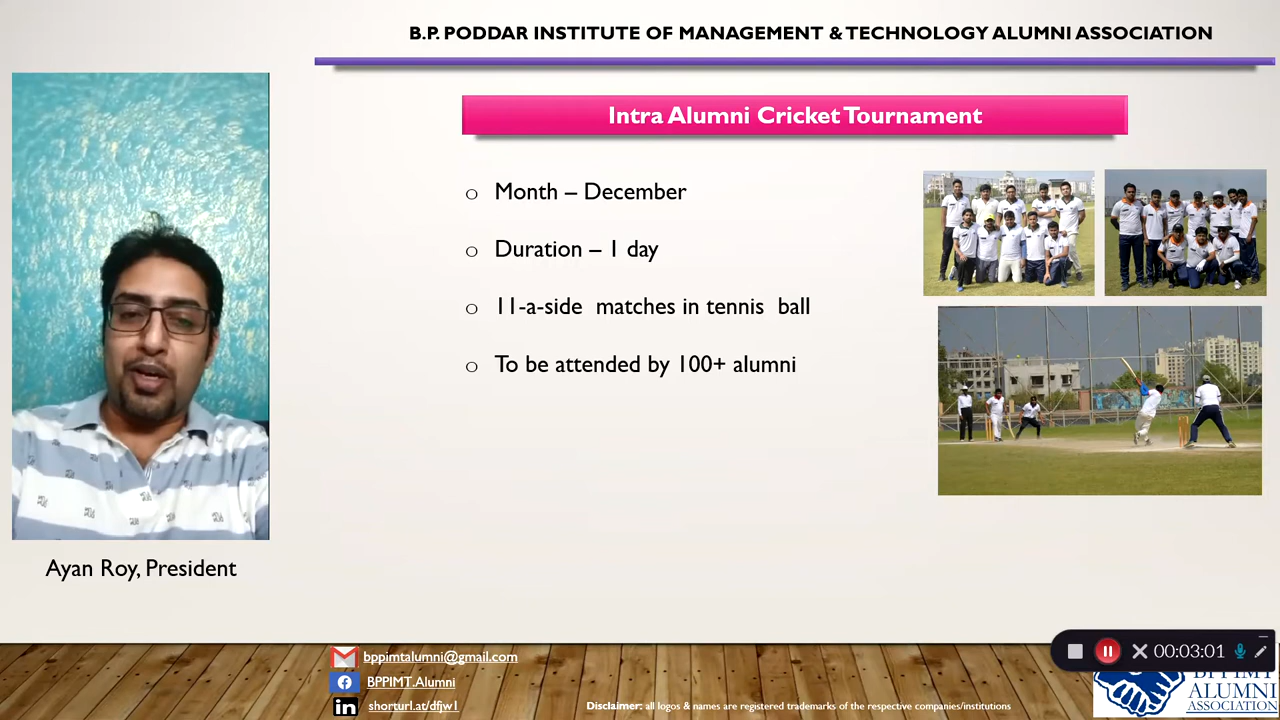 B.P. PODDAR INSTITUTE OF MANAGEMENT & TECHNOLOGY ALUMNI ASSOCIATION
Intra Alumni Cricket Tournament
o Month – December
o Duration – 1 day
o 11-a-side matches in tennis ball
o To be attended by 100+ alumni
Ayan Roy, President
00:03:01
bppimtalumni@gmail.com
BPPIMT.Alumni
shorturl.at/dfjw1
Disclaimer: all logos & names are registered trademarks of the respective companies/institutions
BPPIMT
ALUMNI
ASSOCIATION